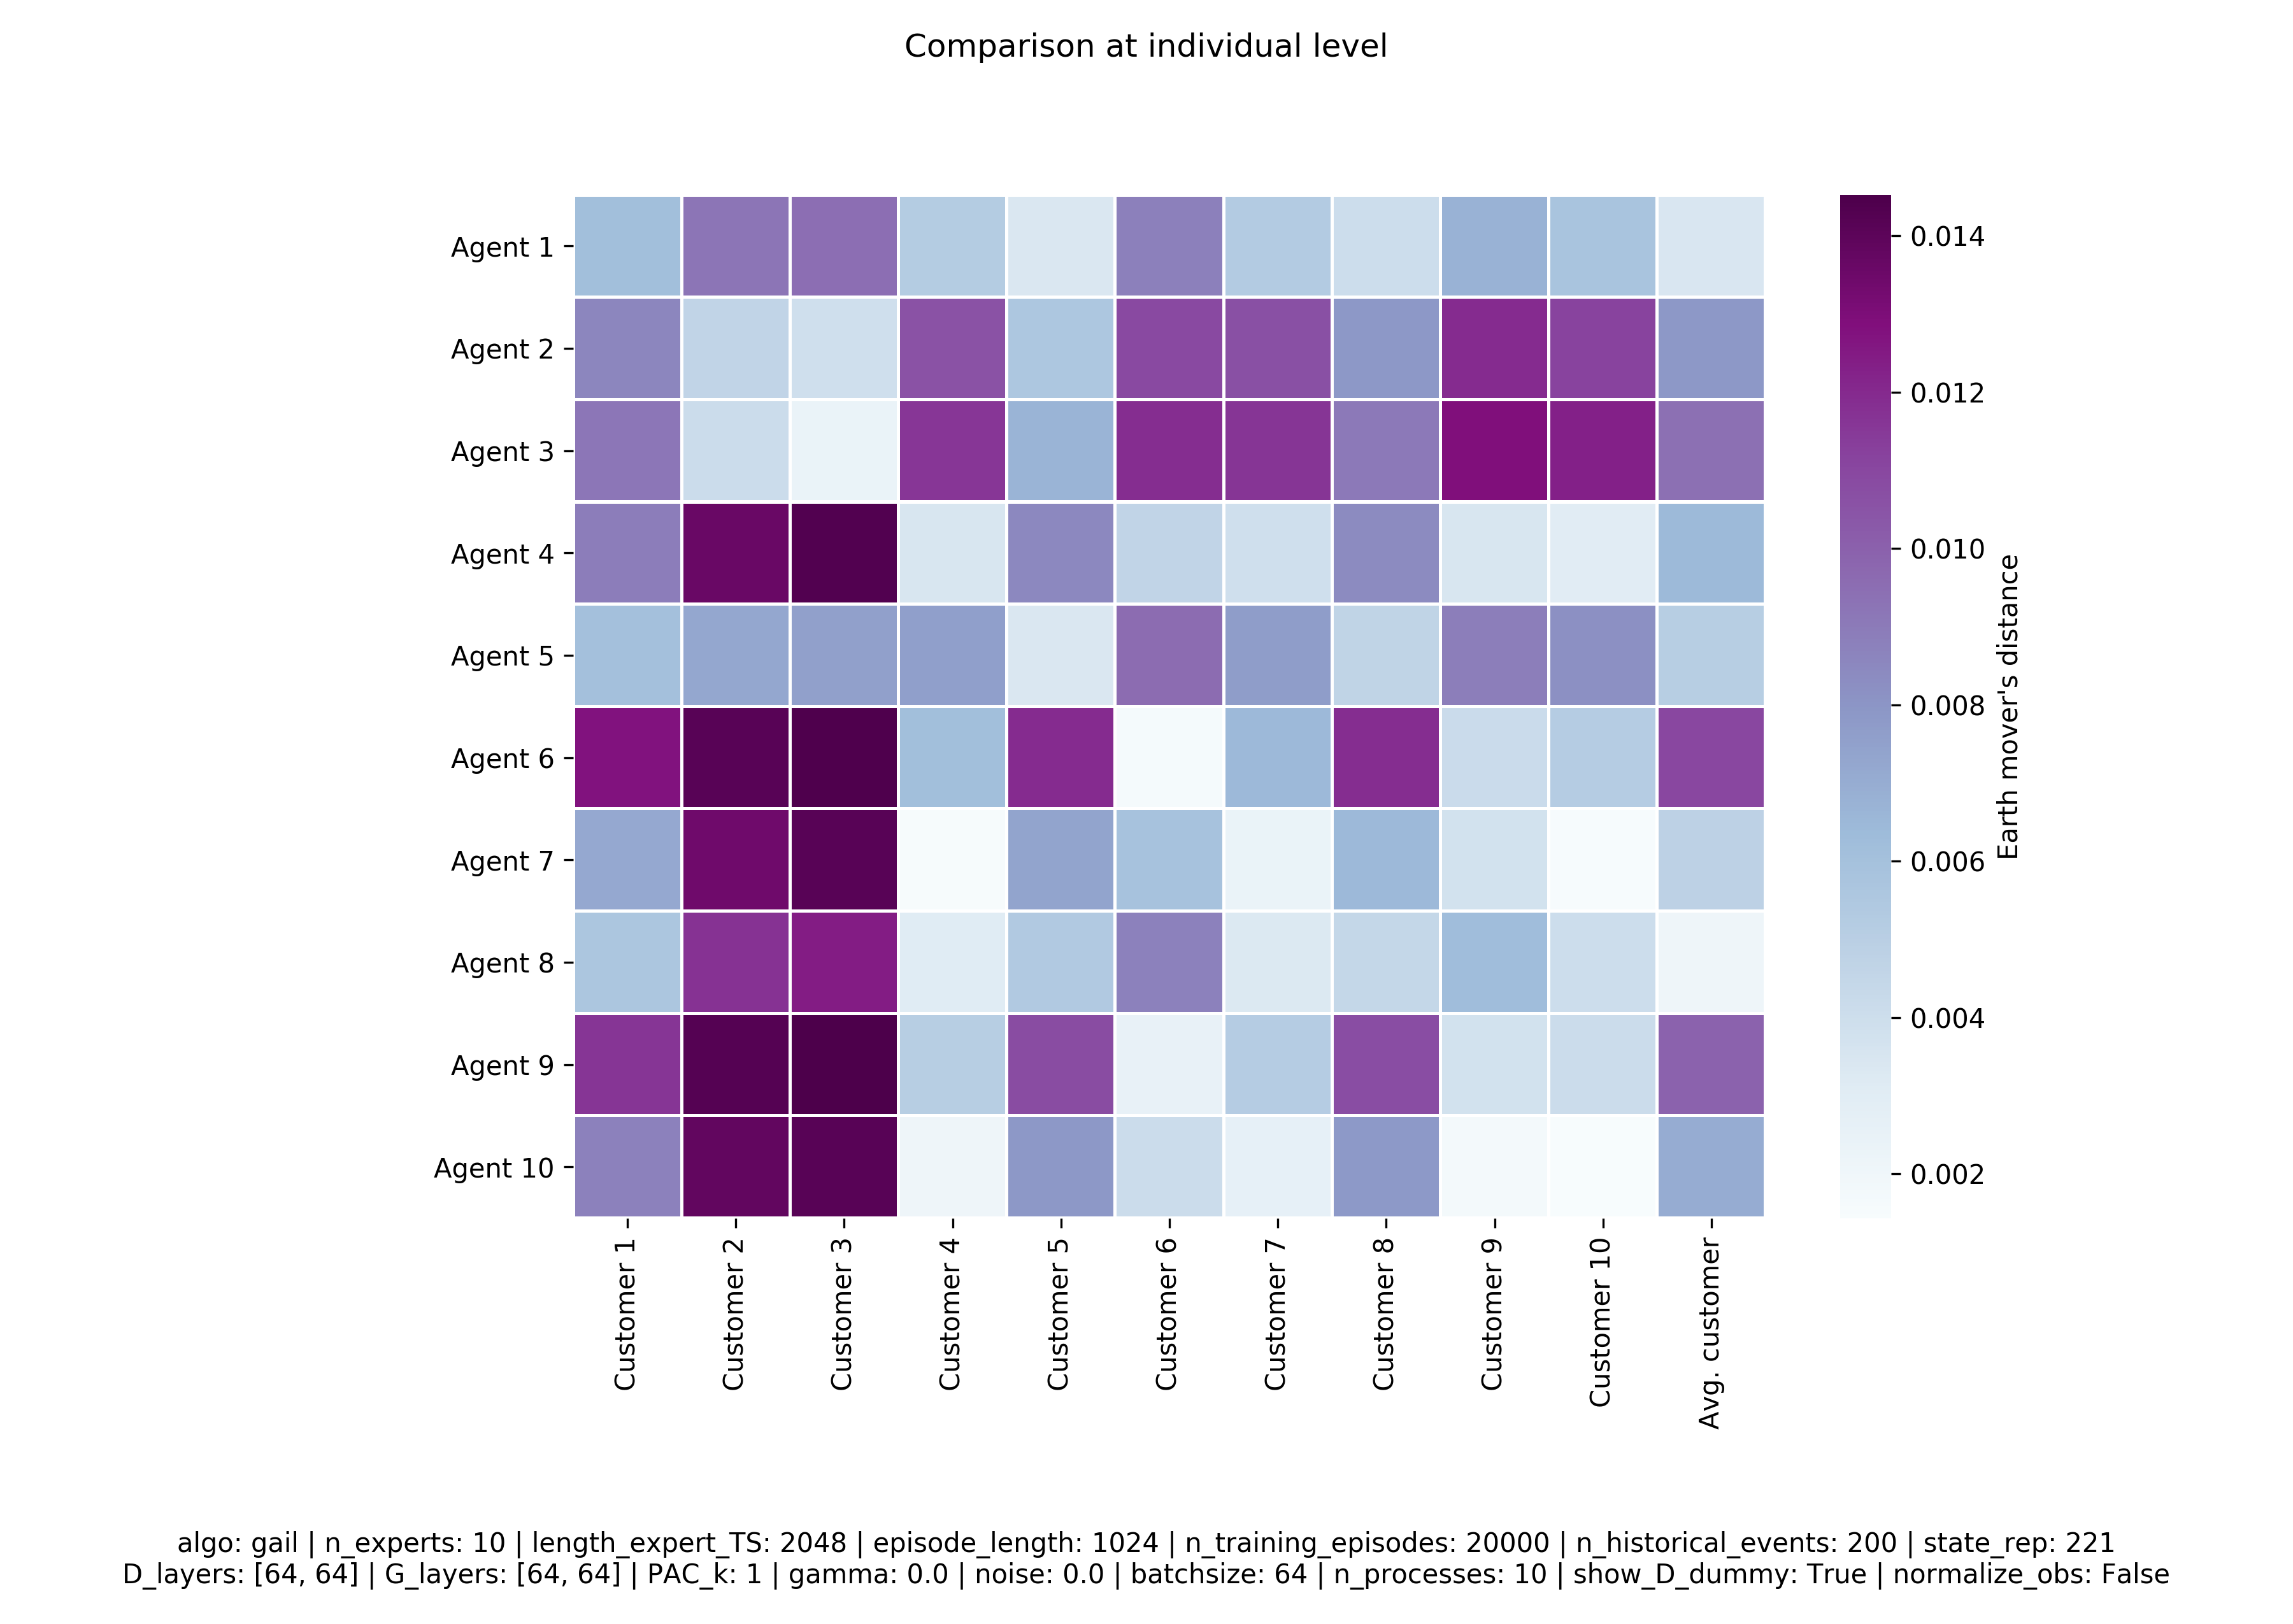 Comparison at individual level
Agent 1
Agent 2
Agent 3
Agent 4
Agent 5
Agent 6
Agent 7
Agent 8
Agent 9
Agent 10
Customer 1
Customer 2
Customer 3
Customer 4
Customer 5
Customer 6
Customer 7
Customer 8
Customer 9
Customer 10
Avg. customer
0.014
0.012
0.010
0.008
0.006
0.004
0.002
Earth mover's distance
algo: gail | n_experts: 10 | length_expert_TS: 2048 | episode_length: 1024 | n_training_episodes: 20000 | n_historical_events: 200 | state_rep: 221
D_layers: [64, 64] | G_layers: [64, 64] | PAC_k: 1 | gamma: 0.0 | noise: 0.0 | batchsize: 64 | n_processes: 10 | show_D_dummy: True | normalize_obs: False